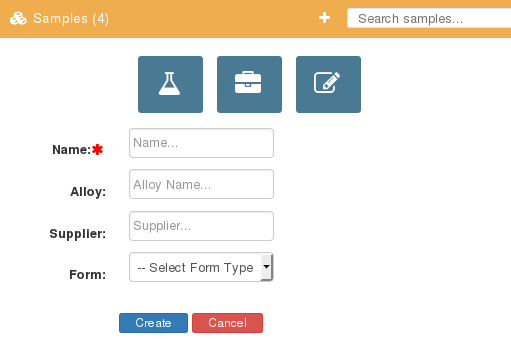 Samples (4)
Search samples...
Name:*
Name...
Alloy:
Alloy Name...
Supplier:
Supplier...
Form:
-- Select Form Type
Create
Cancel